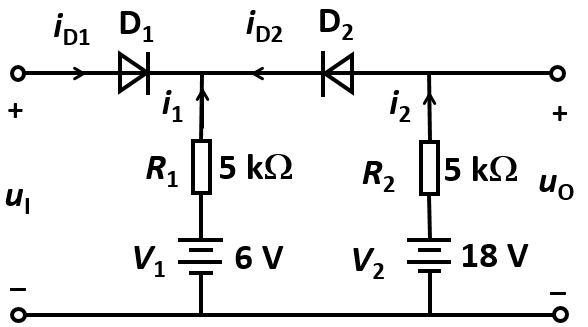 iD1 D1 iD2 D2
+ i1 i2 +
R1 5 kΩ R2 5 kΩ
uI uO
V1 6 V V2 18 V
− −